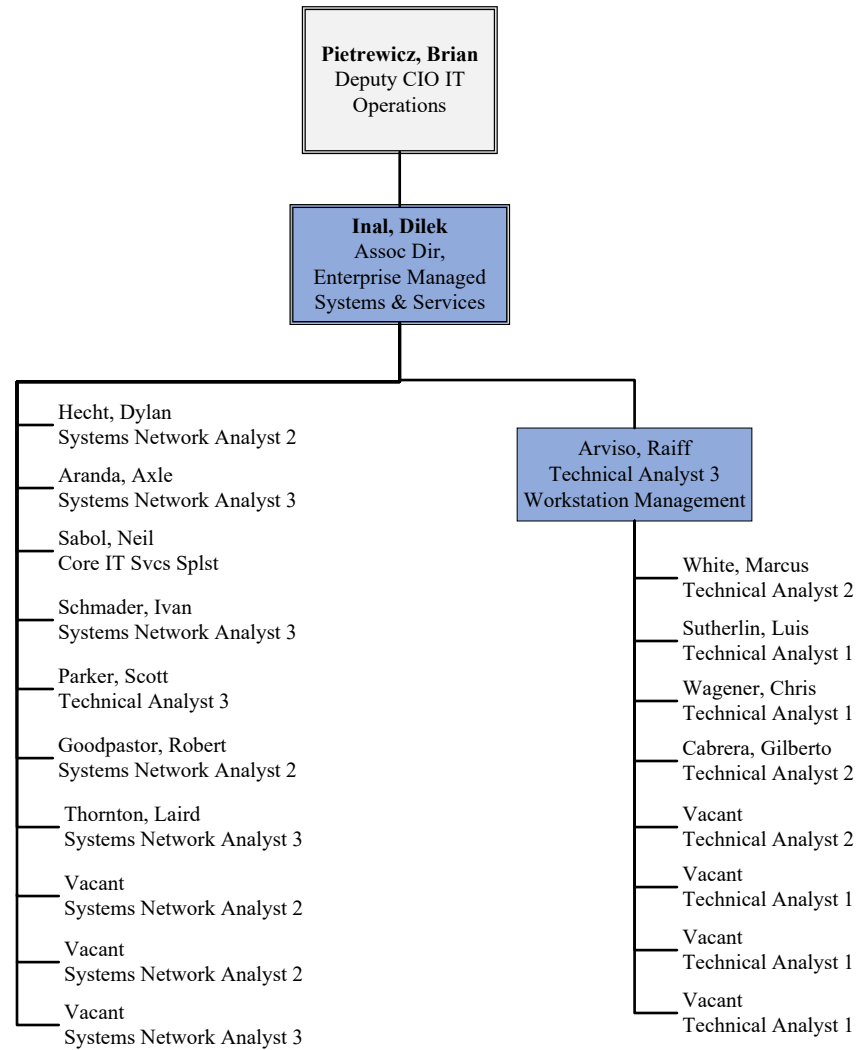 Pietrewicz, Brian
Deputy CIO IT
Operations
Inal, Dilek
Assoc Dir,
Enterprise Managed
Systems & Services
Hecht, Dylan
Systems Network Analyst 2
Aranda, Axle
Systems Network Analyst 3
Sabol, Neil
Core IT Svcs Splst
Schmader, Ivan
Systems Network Analyst 3
Parker, Scott
Technical Analyst 3
Goodpastor, Robert
Systems Network Analyst 2
Thornton, Laird
Systems Network Analyst 3
Vacant
Systems Network Analyst 2
Vacant
Systems Network Analyst 2
Vacant
Systems Network Analyst 3
Arviso, Raiff
Technical Analyst 3
Workstation Management
White, Marcus
Technical Analyst 2
Sutherlin, Luis
Technical Analyst 1
Wagener, Chris
Technical Analyst 1
Cabrera, Gilberto
Technical Analyst 2
Vacant
Technical Analyst 2
Vacant
Technical Analyst 1
Vacant
Technical Analyst 1
Vacant
Technical Analyst 1